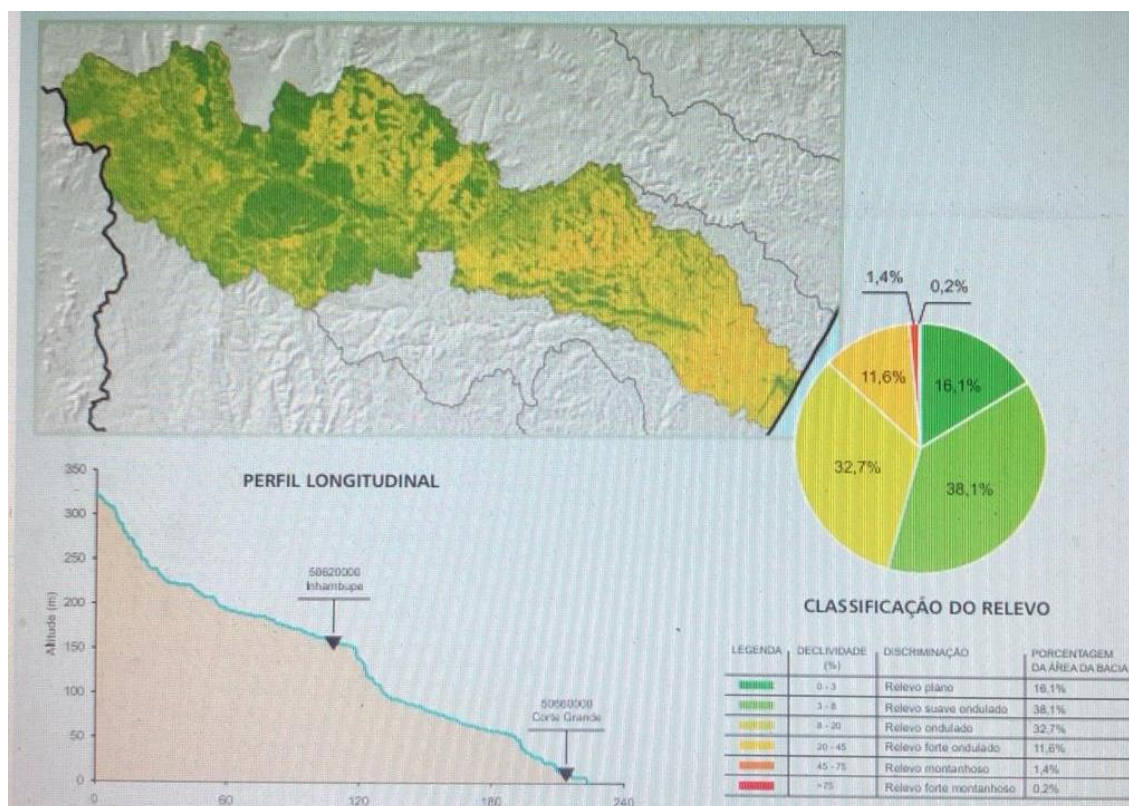 1,4%
0,2%
11,6%
16,1%
32,7%
38,1%
PERFIL LONGITUDINAL
Altitude (m)
350
300
250
200
150
100
50
0
50620000
Inhambupe
50660000
Corte Grande
0
60
120
180
240
CLASSIFICAÇÃO DO RELEVO
LEGENDA DECLIVIDADE (%) DISCRIMINAÇÃO PORCENTAGEM DA ÁREA DA BACIA
0 - 3 Relevo plano 16,1%
3 - 8 Relevo suave ondulado 38,1%
8 - 20 Relevo ondulado 32,7%
20 - 45 Relevo forte ondulado 11,6%
45 - 75 Relevo montanhoso 1,4%
>75 Relevo forte montanhoso 0,2%